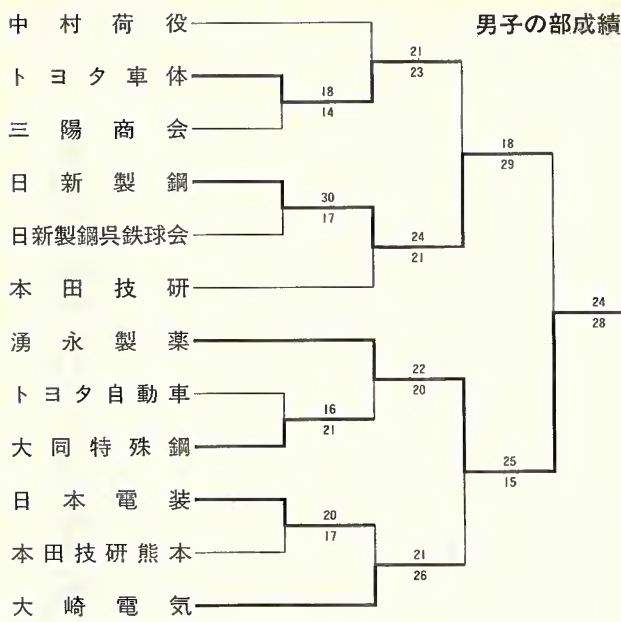 男子の部成績
中村荷役
21
23
トヨタ車体
18
14
三陽商会
18
29
日新製鋼
30
17
日新製鋼呉鉄球会
24
21
本田技研
24
28
湧永製薬
22
20
トヨタ自動車
16
21
大同特殊鋼
25
15
日本電装
20
17
本田技研熊本
21
26
大崎電気